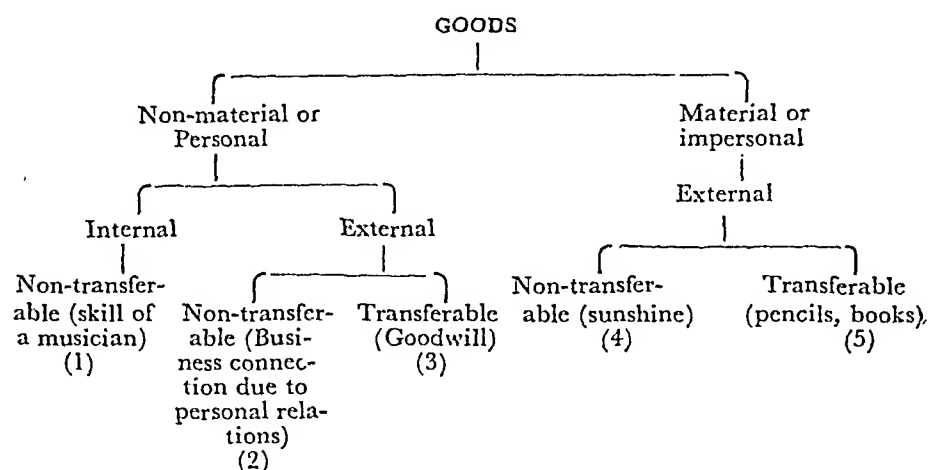 GOODS
Non-material or
Personal
Material or
impersonal
External
Internal
External
Non-transfer-
able (skill of
a musician)
(1)
Non-transfer-
able (Busi-
ness connec-
tion due to
personal rela-
tions)
(2)
Transferable
(Goodwill)
(3)
Non-transfer-
able (sunshine)
(4)
Transferable
(pencils, books),
(5)